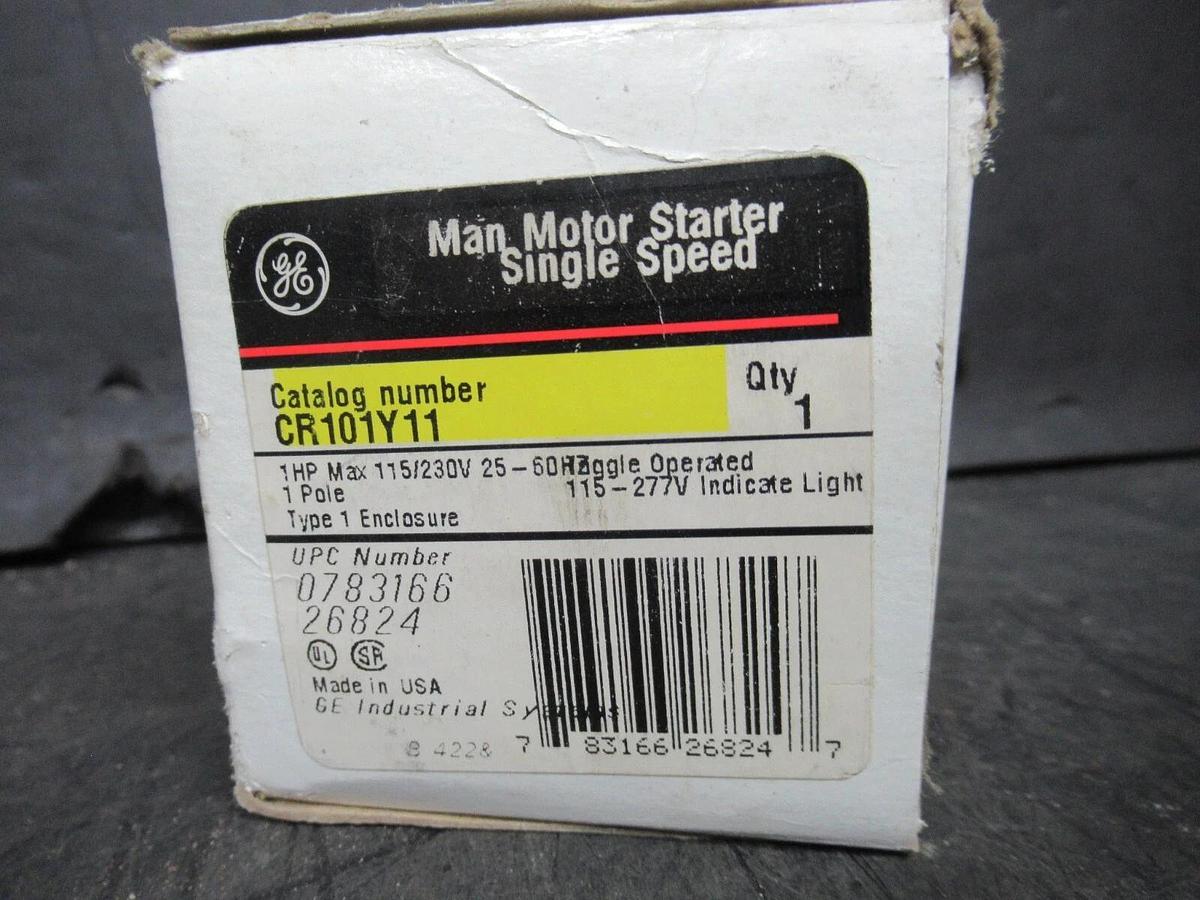 GE
Man Motor Starter
Single Speed
Catalog number
CR101Y11
Qty
1
1HP Max 115/230V 25-60HZ
Toggle Operated
1 Pole
115-277V Indicate Light
Type 1 Enclosure
UPC Number
0783166
26824
UL SA
Made in USA
GE Industrial Systems
7 83166 26824 7